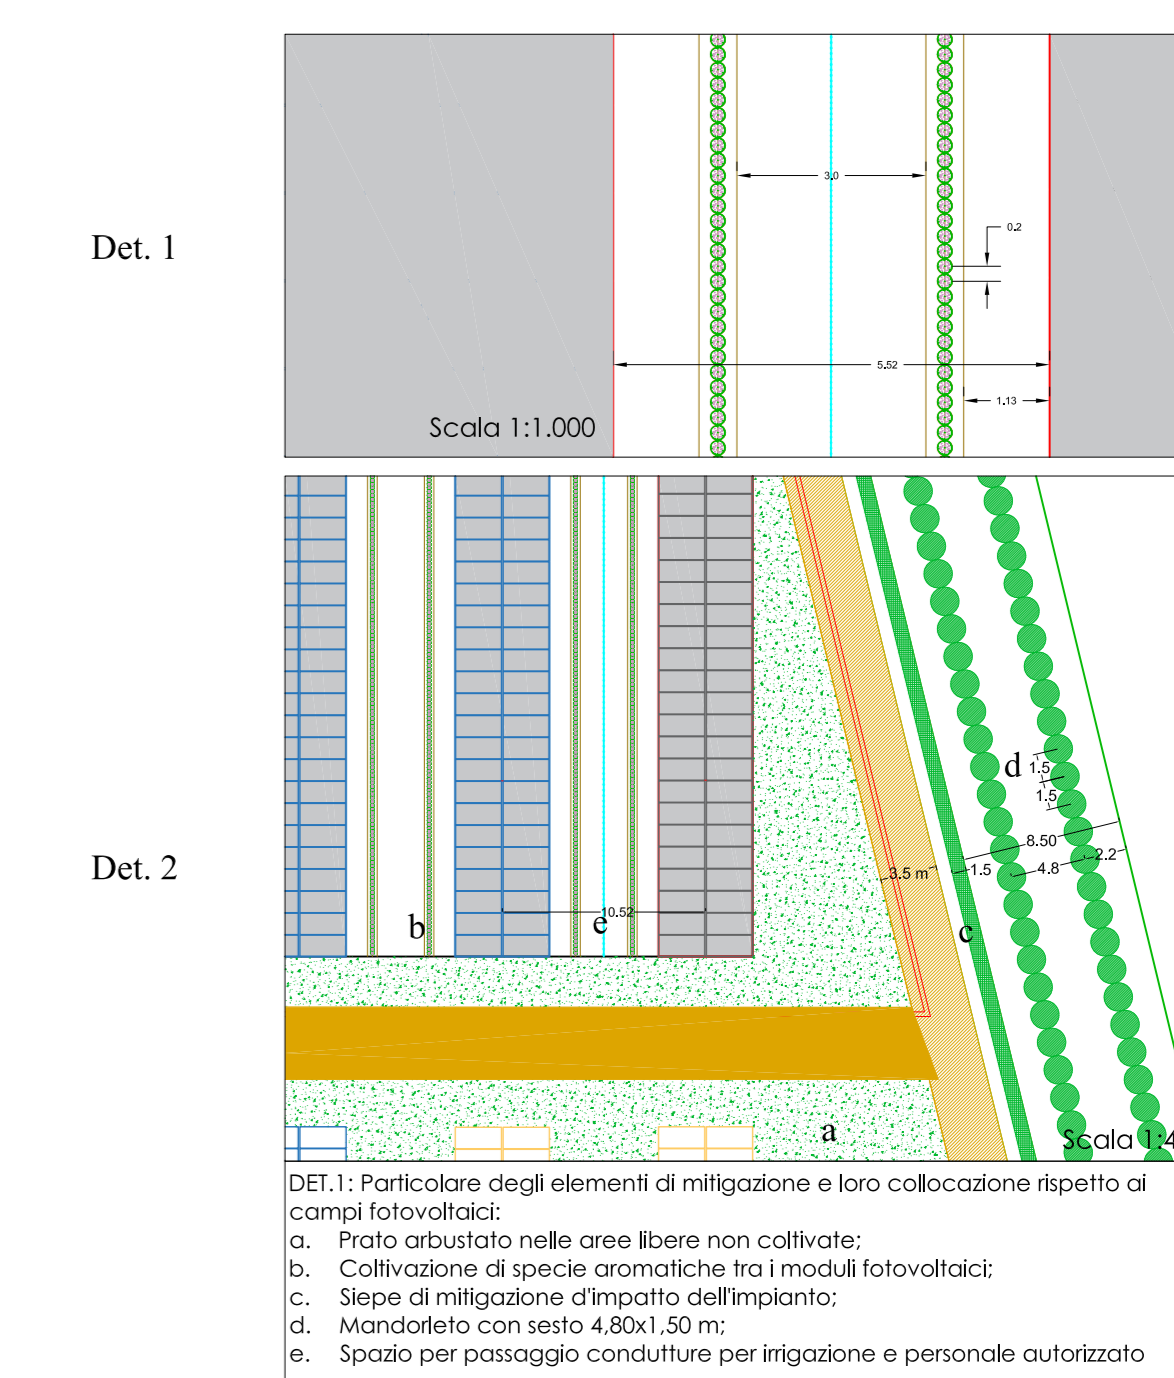 Det. 1
3.0
0.2
5.52
1.13
Scala 1:1.000
Det. 2
d
1.5
1.5
8.50
2.2
4.8
1.5
3.5 m
10.52
b
e
c
a
Scala 1:4
DET.1: Particolare degli elementi di mitigazione e loro collocazione rispetto ai
campi fotovoltaici:
a. Prato arbustato nelle aree libere non coltivate;
b. Coltivazione di specie aromatiche tra i moduli fotovoltaici;
c. Siepe di mitigazione d'impatto dell'impianto;
d. Mandorleto con sesto 4,80x1,50 m;
e. Spazio per passaggio condutture per irrigazione e personale autorizzato